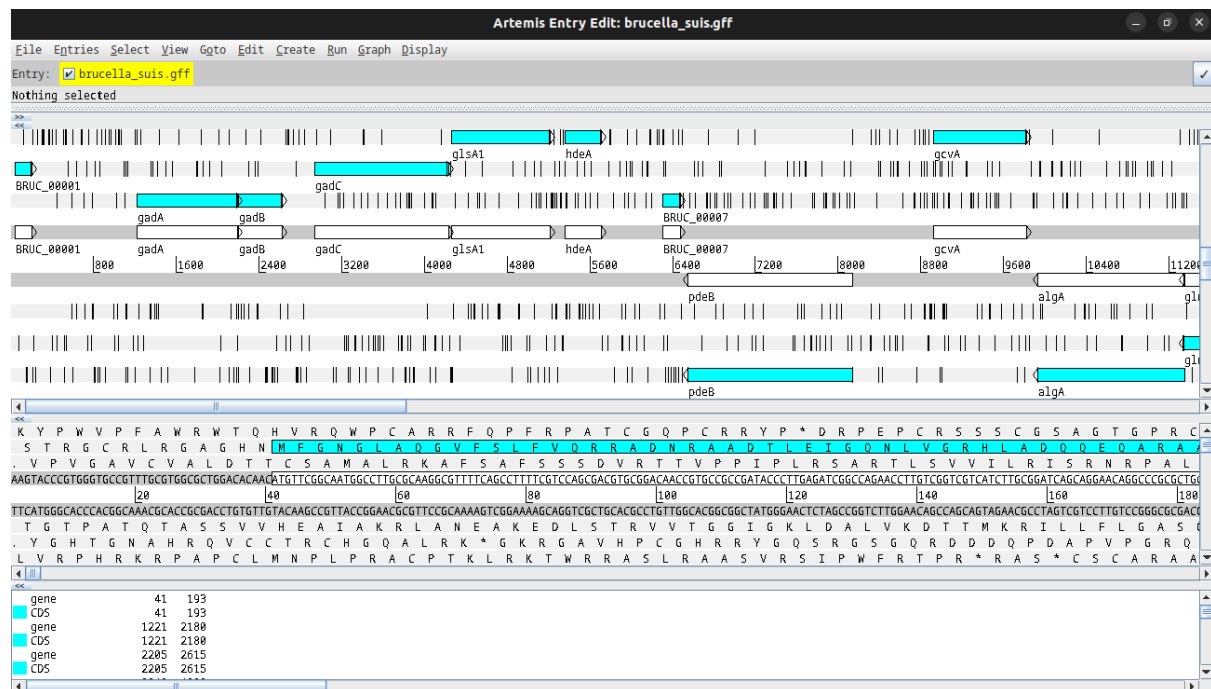 Artemis Entry Edit: brucella_suis.gff
File Entries Select View Goto Edit Create Run Graph Display
Entry: brucella_suis.gff
Nothing selected
>>
<<
glsA1 hdeA gcvA
BRUC_00001 gadC
gadA gadB BRUC_00007
BRUC_00001 gadA gadB gadC glsA1 hdeA BRUC_00007 gcvA
800 1600 2400 3200 4000 4800 5600 6400 7200 8000 8800 9600 10400 11200
pdeB algA
pdeB algA
<<
K Y P W V P F A W R W T Q H V R Q W P C A R R F Q P F R P A T C G Q P C R R Y P * D R P E P C R S S S C G S A G T G P R C
S T R G C R L R G A G H N M F G N G L A Q G V F S L F V Q R R A D N R A A D T L E I G Q N L V G R H L A D Q Q E Q A R A
. V P V G A V C V A L D T T C S A M A L R K A F S A F S S S D V R T T V P P I P L R S A R T L S V V I L R I S R N R P A L
AAGTACCCGTGGGTGCCGTTTGCGTGGCGCTGGACACAACATGTTCGGCAATGGCCTTGCGCAAGGCGTTTTCAGCCTTTTCGTCCAGCGACGTGCGGACAACCGTGCCGCCGATACCCTTGAGATCGGCCAGAACCTTGTCGGTCGTCATCTTGCGGATCAGCAGGAACAGGCCCGCGCTG
20 40 60 80 100 120 140 160 180
TTCATGGGCACCCACGGCAAACGCACCGCGACCTGTGTTGTACAAGCCGTTACCGGAACGCGTTCCGCAAAAGTCGGAAAAGCAGGTCGCTGCACGCCTGTTGGCACGGCGGCTATGGGAACTCTAGCCGGTCTTGGAACAGCCAGCAGTAGAACGCCTAGTCGTCCTTGTCCGGGCGCGAC
T G T P A T Q T A S S V V H E A I A K R L A N E A K E D L S T R V V T G G I G K L D A L V K D T T M K R I L L F L G A S
. Y G H T G N A H R Q V C C T R C H G Q A L R K * G K R G A V H P C G H R R Y G Q S R G S G Q R D D D Q P D A P V P G R Q
L V R P H R K R P A P C L M N P L P R A C P T K L R K T W R R A S L R A A S V R S I P W F R T P R * R A S * C S C A R A A
<<
gene 41 193
CDS 41 193
gene 1221 2180
CDS 1221 2180
gene 2205 2615
CDS 2205 2615